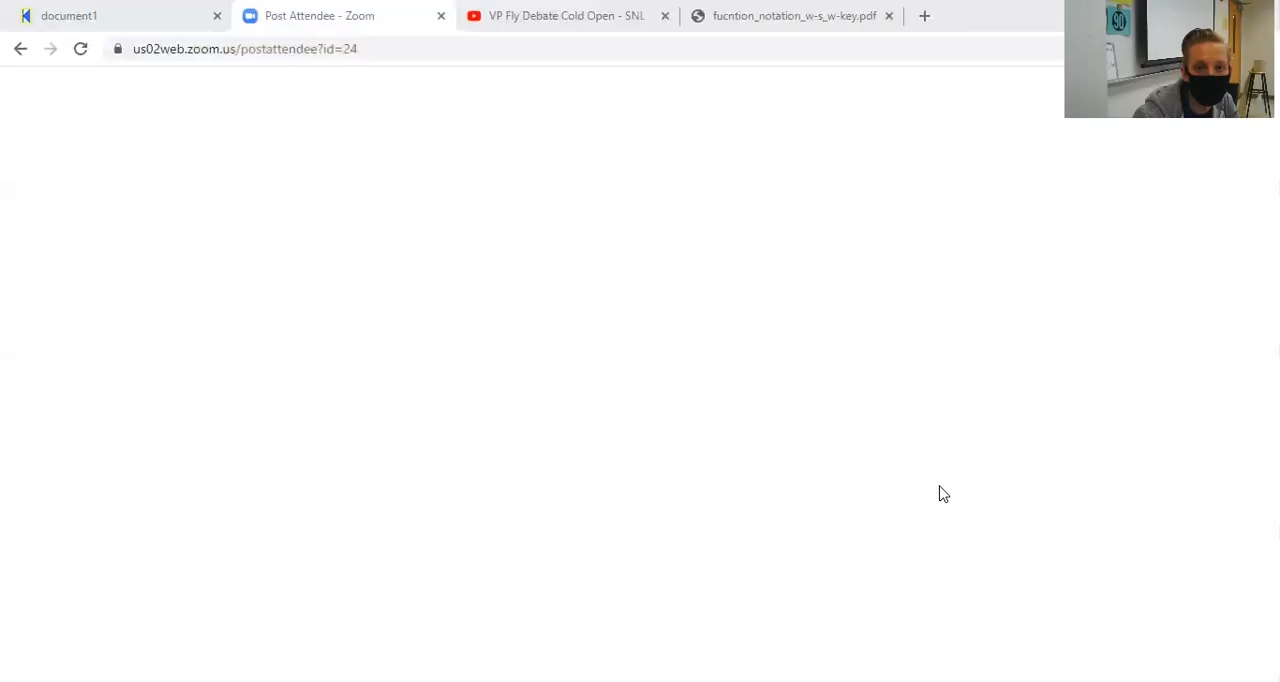 document1
Post Attendee - Zoom
VP Fly Debate Cold Open - SNL
fucntion_notation_w-s_w-key.pdf
us02web.zoom.us/postattendee?id=24
90